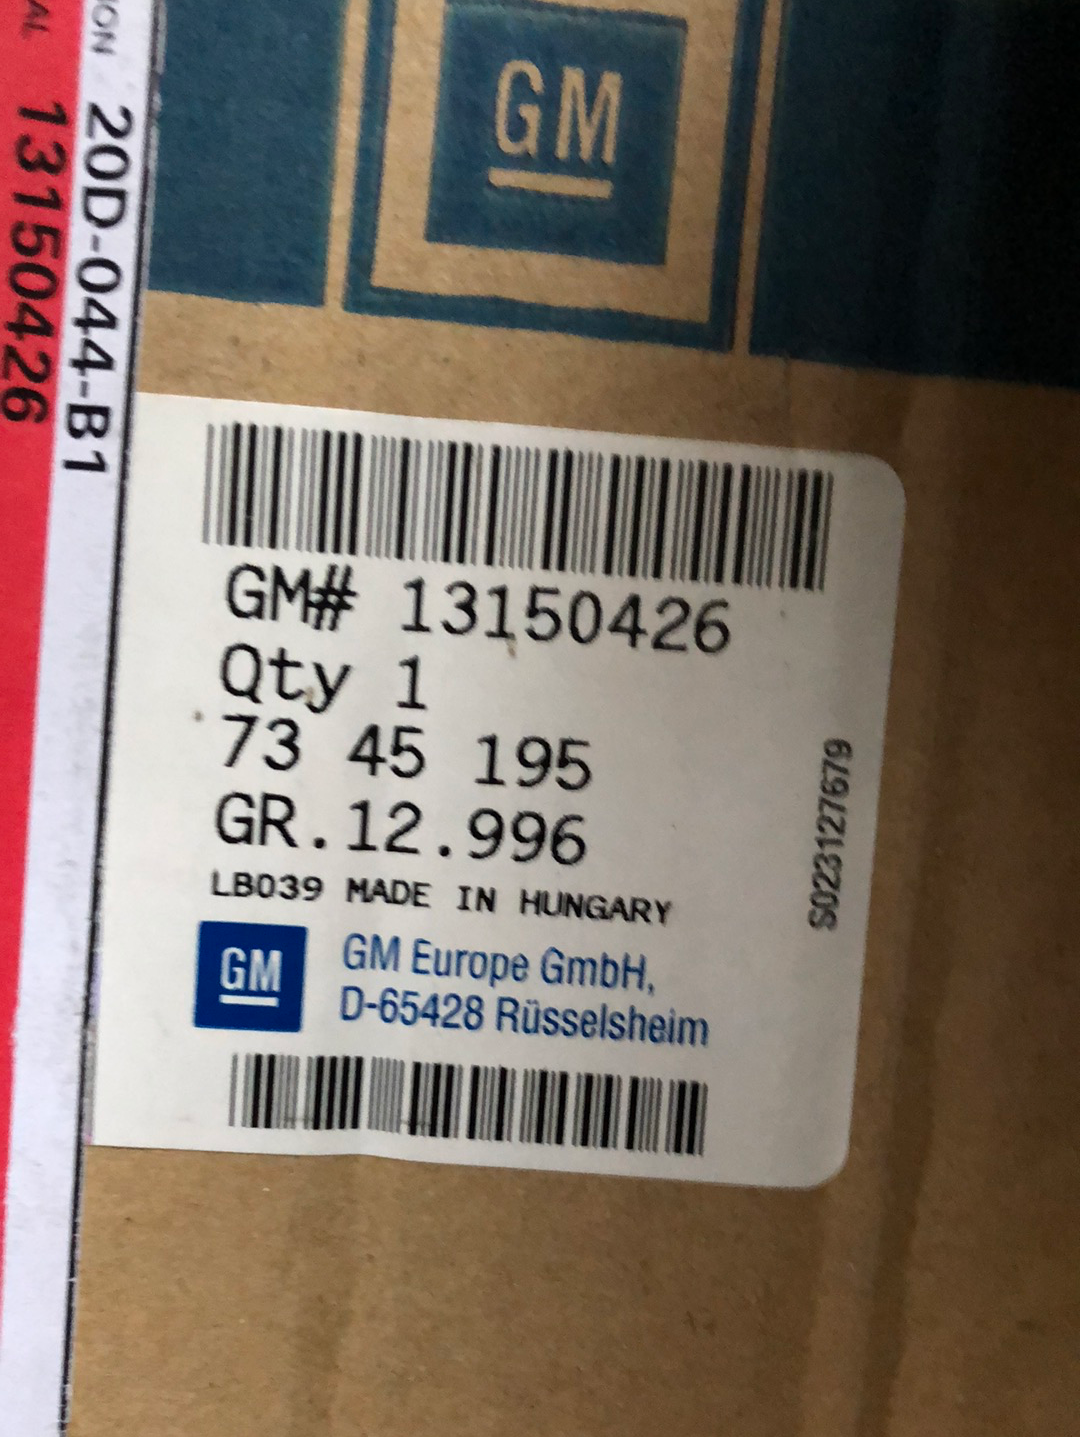 GM
20D-044-B1
13150426
GM# 13150426
Qty 1
73 45 195
GR.12.996
LB039 MADE IN HUNGARY
S023127679
GM
GM Europe GmbH,
D-65428 Rüsselsheim